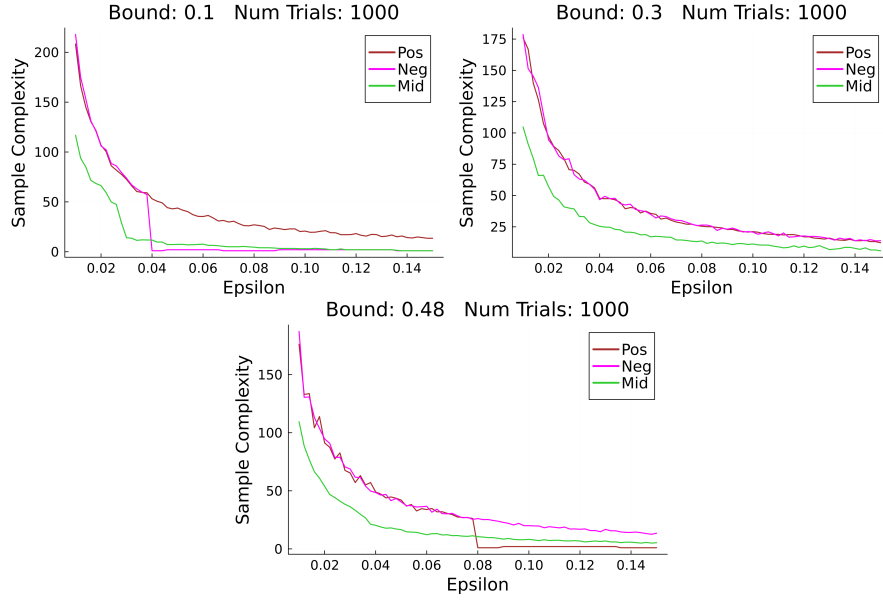 Bound: 0.1   Num Trials: 1000
Sample Complexity
200
150
100
50
0
0.02 0.04 0.06 0.08 0.10 0.12 0.14
Epsilon
Pos
Neg
Mid
Bound: 0.3   Num Trials: 1000
Sample Complexity
175
150
125
100
75
50
25
0.02 0.04 0.06 0.08 0.10 0.12 0.14
Epsilon
Pos
Neg
Mid
Bound: 0.48   Num Trials: 1000
Sample Complexity
150
100
50
0
0.02 0.04 0.06 0.08 0.10 0.12 0.14
Epsilon
Pos
Neg
Mid